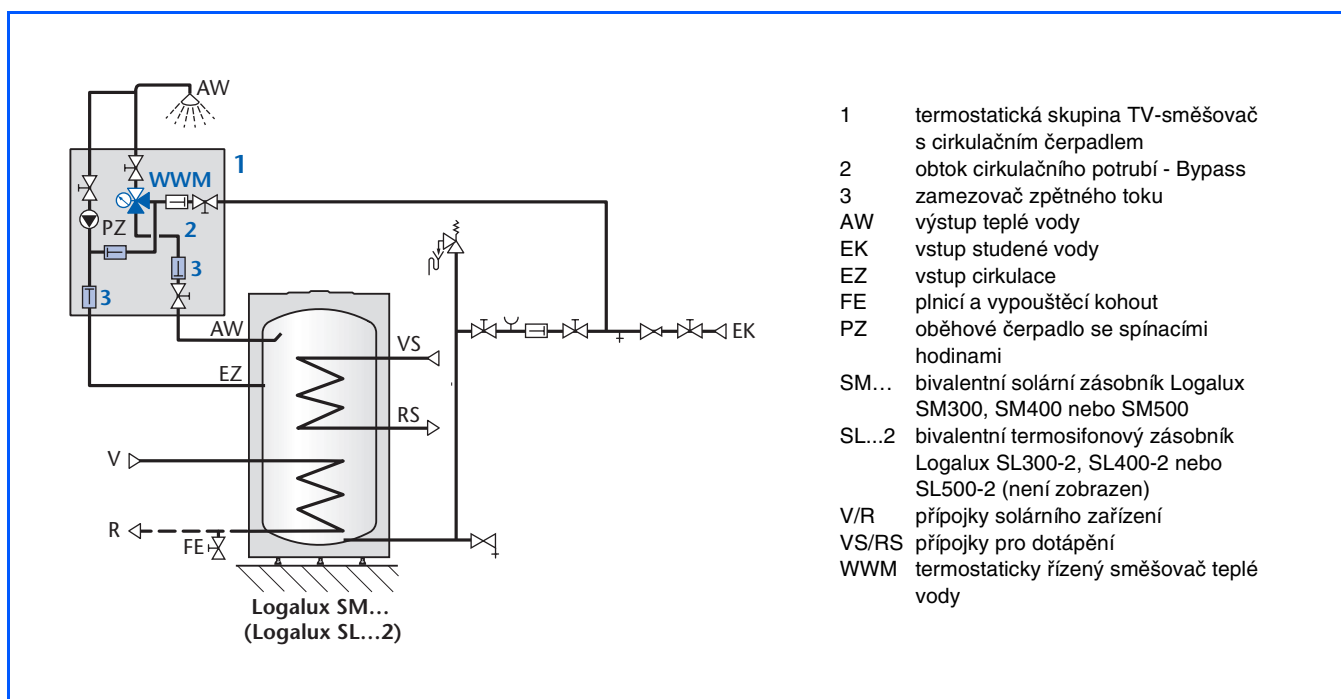 AW
1
WWM
PZ
2
3
3
AW
VS
EK
EZ
RS
V
R
FE
Logalux SM...
(Logalux SL...2)
1 termostatická skupina TV-směšovač
s cirkulačním čerpadlem
2 obtok cirkulačního potrubí - Bypass
3 zamezovač zpětného toku
AW výstup teplé vody
EK vstup studené vody
EZ vstup cirkulace
FE plnicí a vypouštěcí kohout
PZ oběhové čerpadlo se spínacími
hodinami
SM... bivalentní solární zásobník Logalux
SM300, SM400 nebo SM500
SL...2 bivalentní termosifonový zásobník
Logalux SL300-2, SL400-2 nebo
SL500-2 (není zobrazen)
V/R přípojky solárního zařízení
VS/RS přípojky pro dotápění
WWM termostaticky řízený směšovač teplé
vody